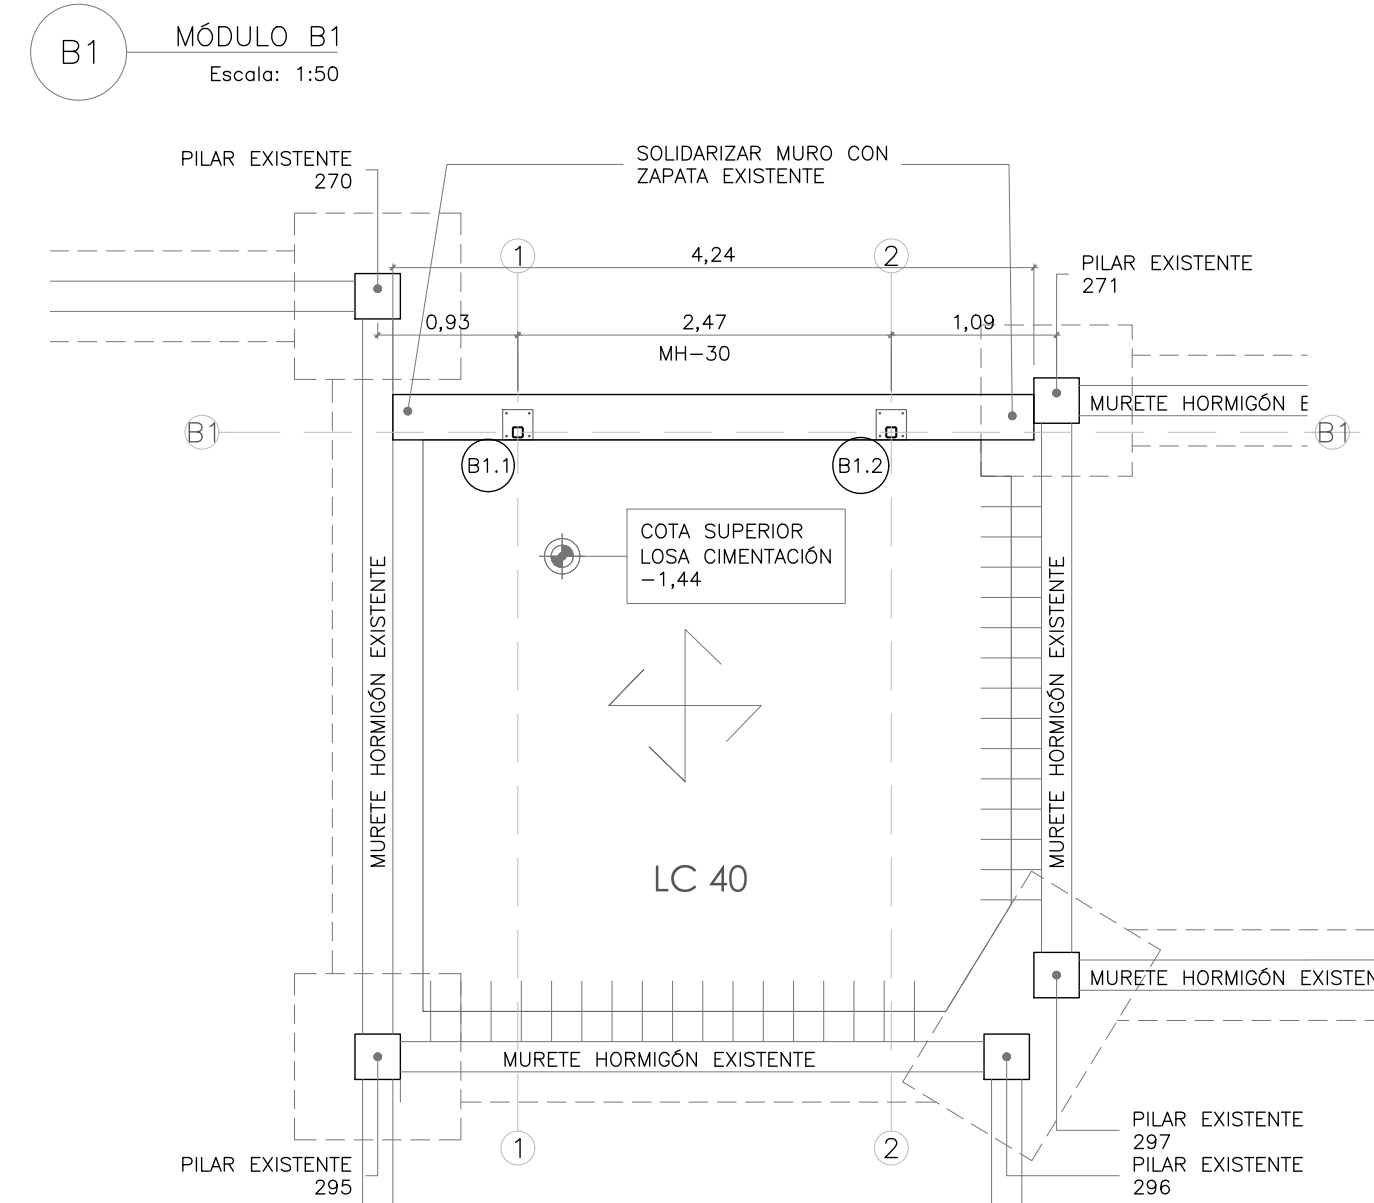 B1
MÓDULO B1
Escala: 1:50
PILAR EXISTENTE
270
SOLIDARIZAR MURO CON
ZAPATA EXISTENTE
1
4,24
2
PILAR EXISTENTE
271
0,93
2,47
1,09
MH-30
MURETE HORMIGÓN E
B1
B1
B1.1
B1.2
COTA SUPERIOR
LOSA CIMENTACIÓN
-1,44
MURETE HORMIGÓN EXISTENTE
MURETE HORMIGÓN EXISTENTE
LC 40
MURETE HORMIGÓN EXISTEN
MURETE HORMIGÓN EXISTENTE
1
2
PILAR EXISTENTE
297
PILAR EXISTENTE
295
PILAR EXISTENTE
296